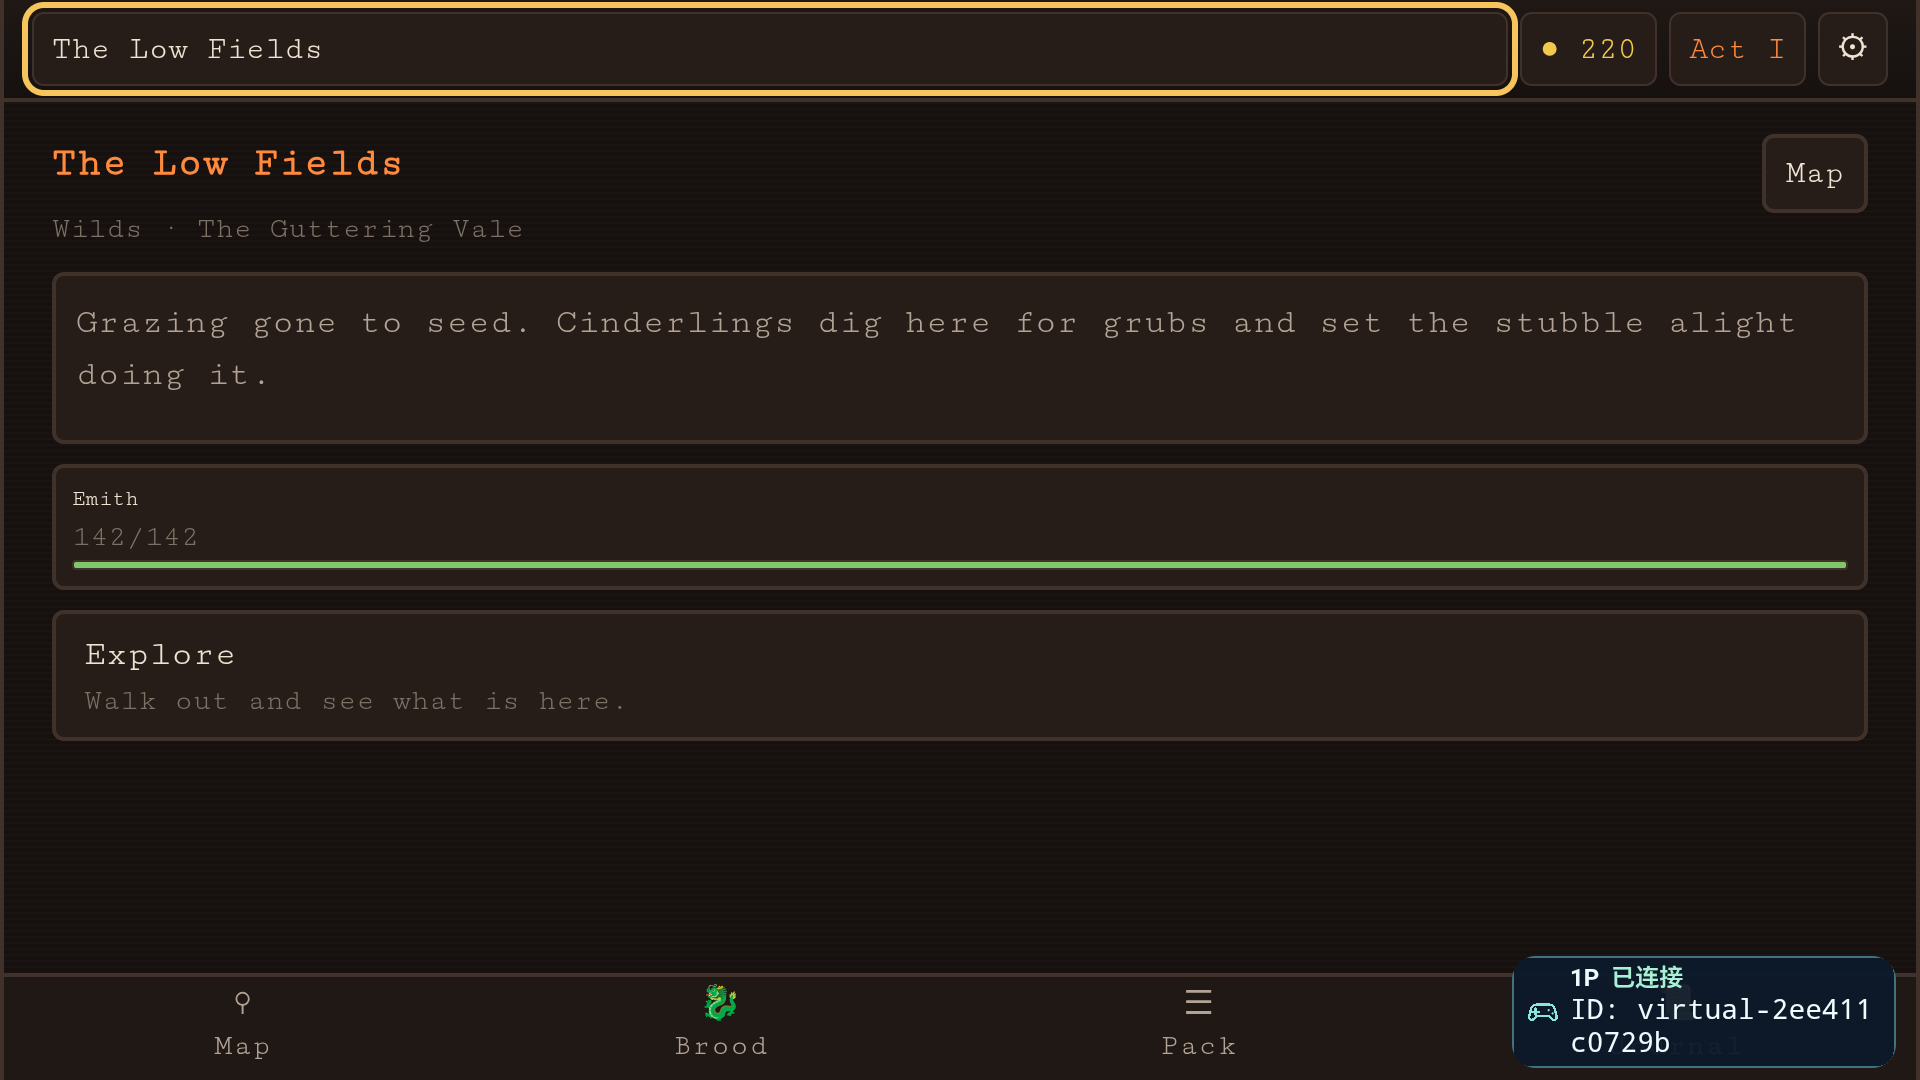 The Low Fields
220
Act I
The Low Fields
Map
Wilds · The Guttering Vale
Grazing gone to seed. Cinderlings dig here for grubs and set the stubble alight
doing it.
Emith
142/142
Explore
Walk out and see what is here.
Map
Brood
Pack
1P 已连接
ID: virtual-2ee411
c0729b